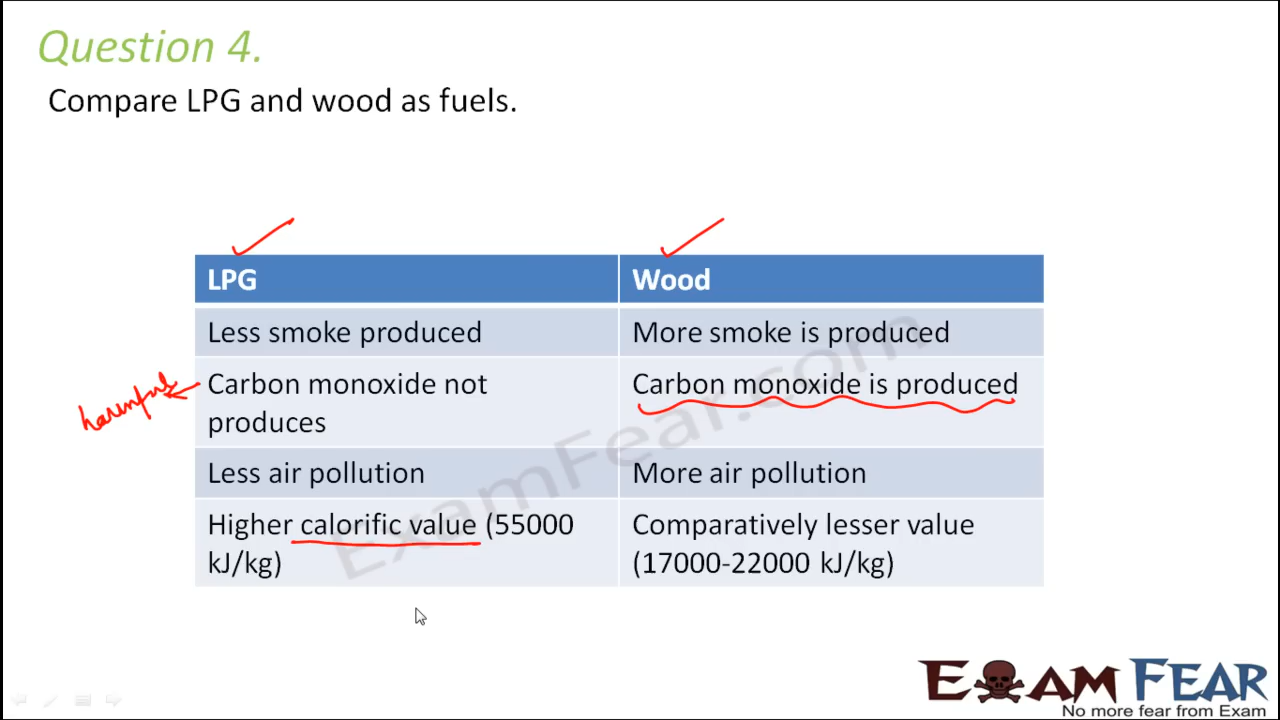 Question 4.
Compare LPG and wood as fuels.
LPG
Wood
Less smoke produced
More smoke is produced
harmful
Carbon monoxide not
produces
Carbon monoxide is produced
Less air pollution
More air pollution
Higher calorific value (55000
kJ/kg)
Comparatively lesser value
(17000-22000 kJ/kg)
ExamFear.com
EXAM FEAR
No more fear from Exam